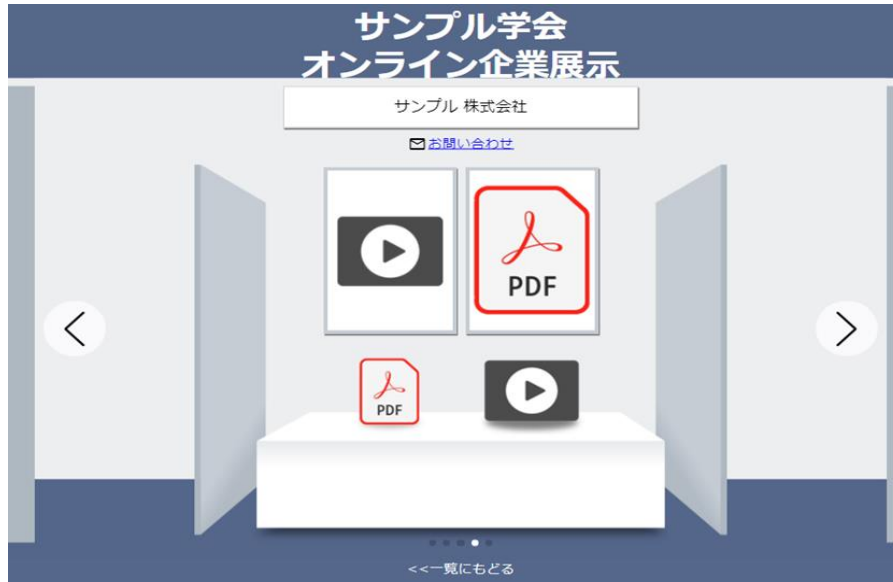 サンプル学会
オンライン企業展示
サンプル 株式会社
お問い合わせ
PDF
PDF
<<一覧にもどる